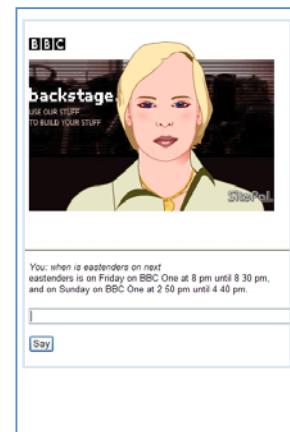 BBC
backstage.
USE OUR STUFF
TO BUILD YOUR STUFF
SitePal
You: when is eastenders on next
eastenders is on Friday on BBC One at 8 pm until 8 30 pm,
and on Sunday on BBC One at 2 50 pm until 4 40 pm.
Say